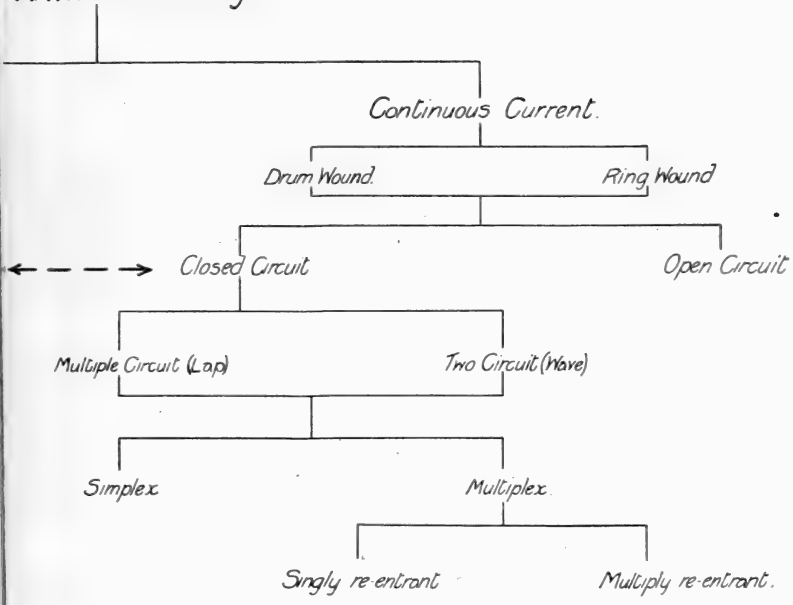 Continuous Current.
Drum Wound.
Ring Wound
Closed Circuit
Open Circuit
Multiple Circuit (Lap)
Two Circuit (Wave)
Simplex
Multiplex.
Singly re-entrant
Multiply re-entrant.